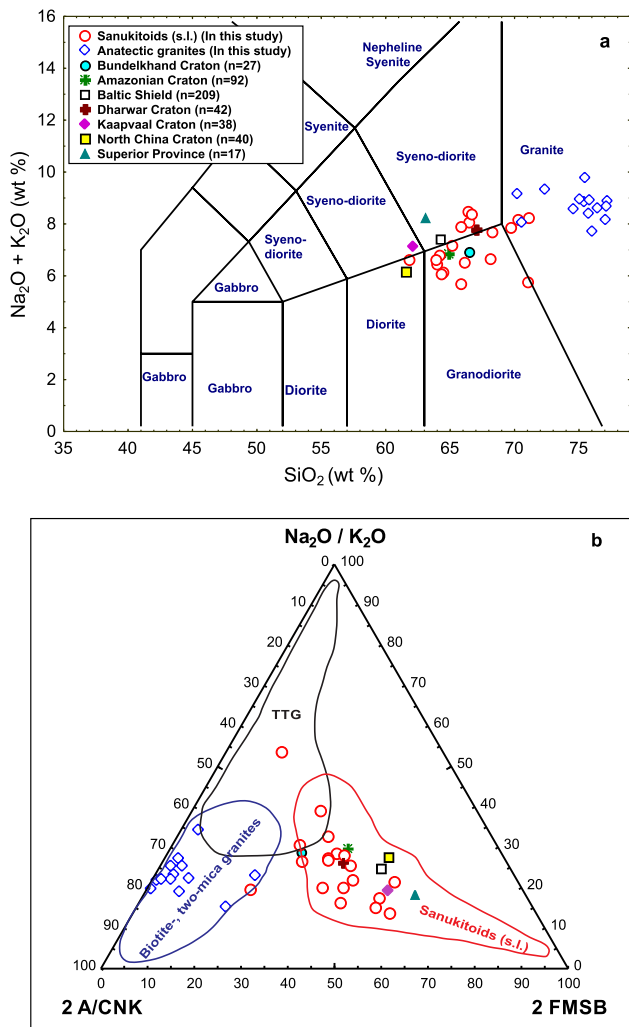 a
Sanukitoids (s.l.) (In this study)
Anatectic granites (In this study)
Bundelkhand Craton (n=27)
Amazonian Craton (n=92)
Baltic Shield (n=209)
Dharwar Craton (n=42)
Kaapvaal Craton (n=38)
North China Craton (n=40)
Superior Province (n=17)
Nepheline
Syenite
Syenite
Syeno-diorite
Granite
Syeno-diorite
Syeno-
diorite
Gabbro
Diorite
Gabbro
Gabbro
Diorite
Granodiorite
16
14
12
10
8
6
4
2
0
Na₂O + K₂O (wt %)
35 40 45 50 55 60 65 70 75
SiO₂ (wt %)
b
Na₂O / K₂O
0 100
10 90
20 80
30 70
40 60
50 50
60 40
70 30
80 20
90 10
100 0
0 10 20 30 40 50 60 70 80 90 100
TTG
Biotite-, two-mica granites
Sanukitoids (s.l.)
2 A/CNK 2 FMSB